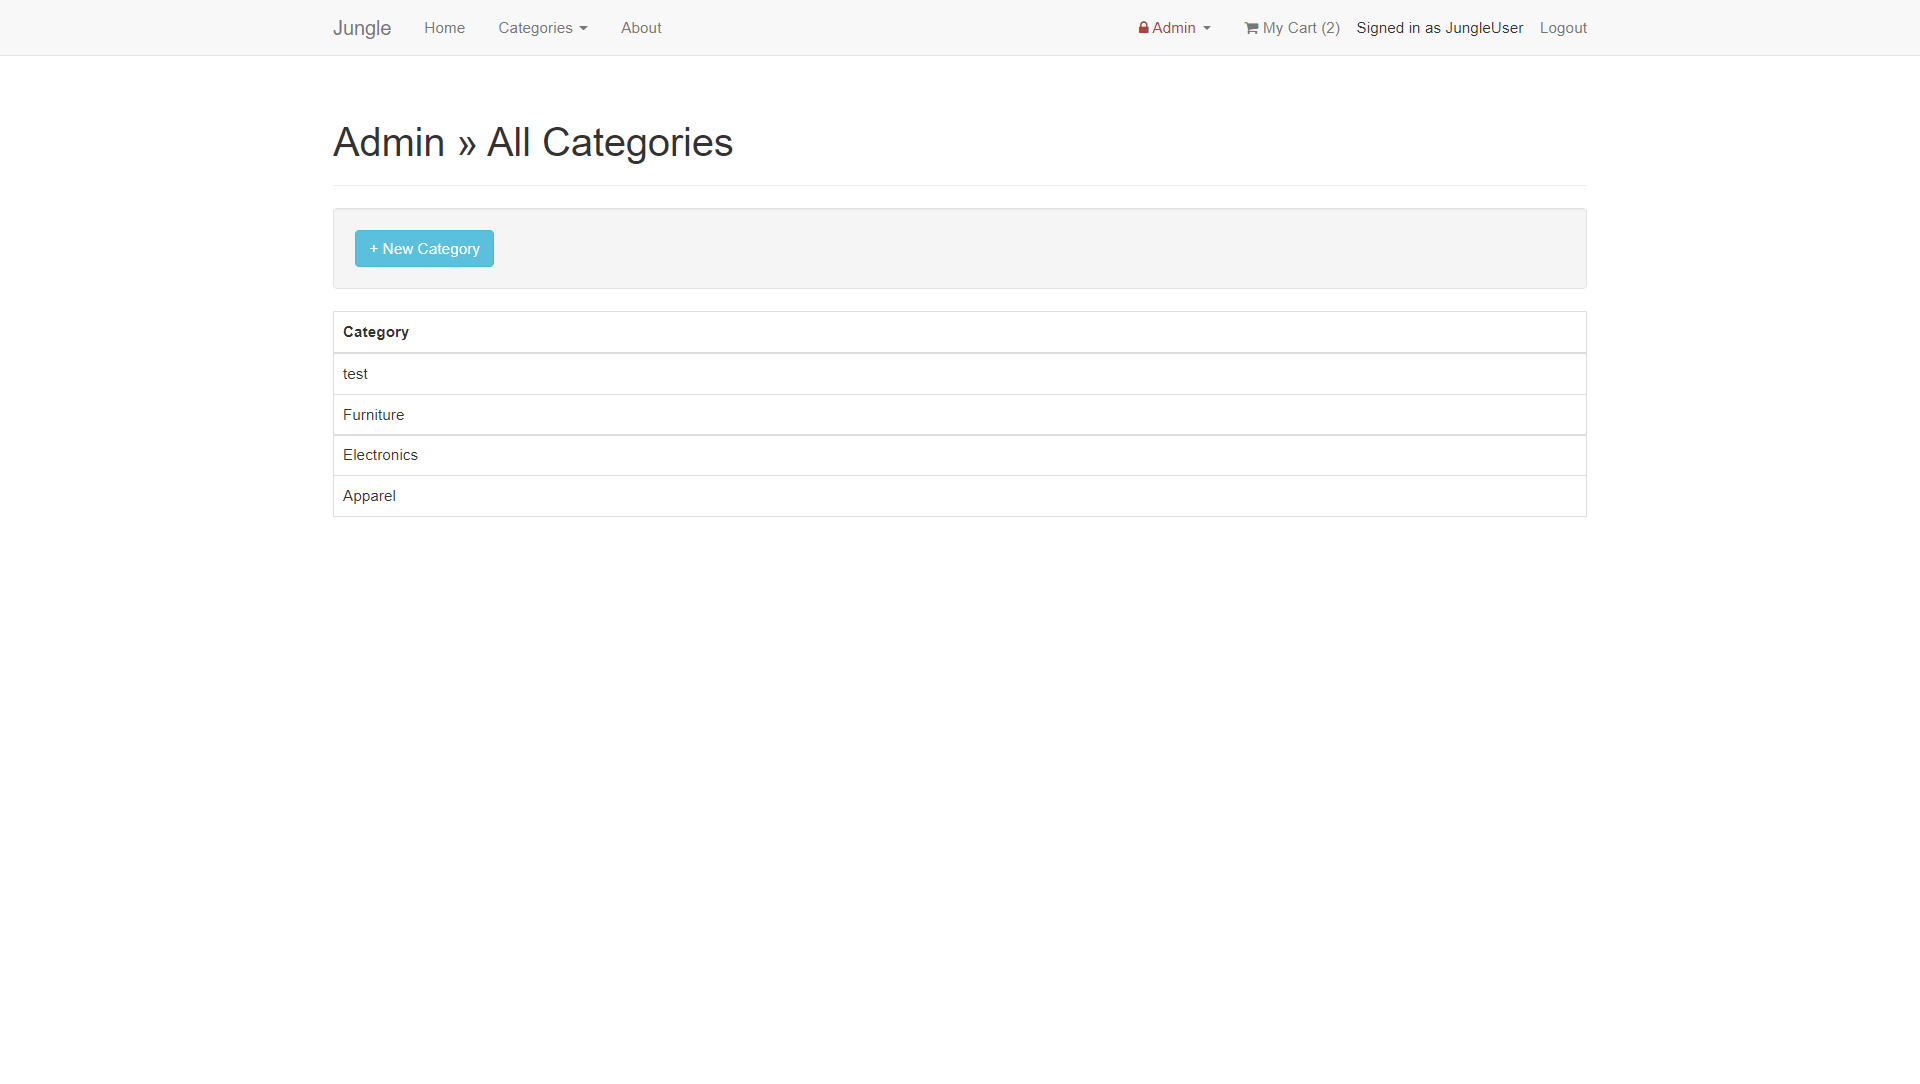 Jungle Home Categories About Admin My Cart (2) Signed in as JungleUser Logout
Admin » All Categories
+ New Category
Category
test
Furniture
Electronics
Apparel